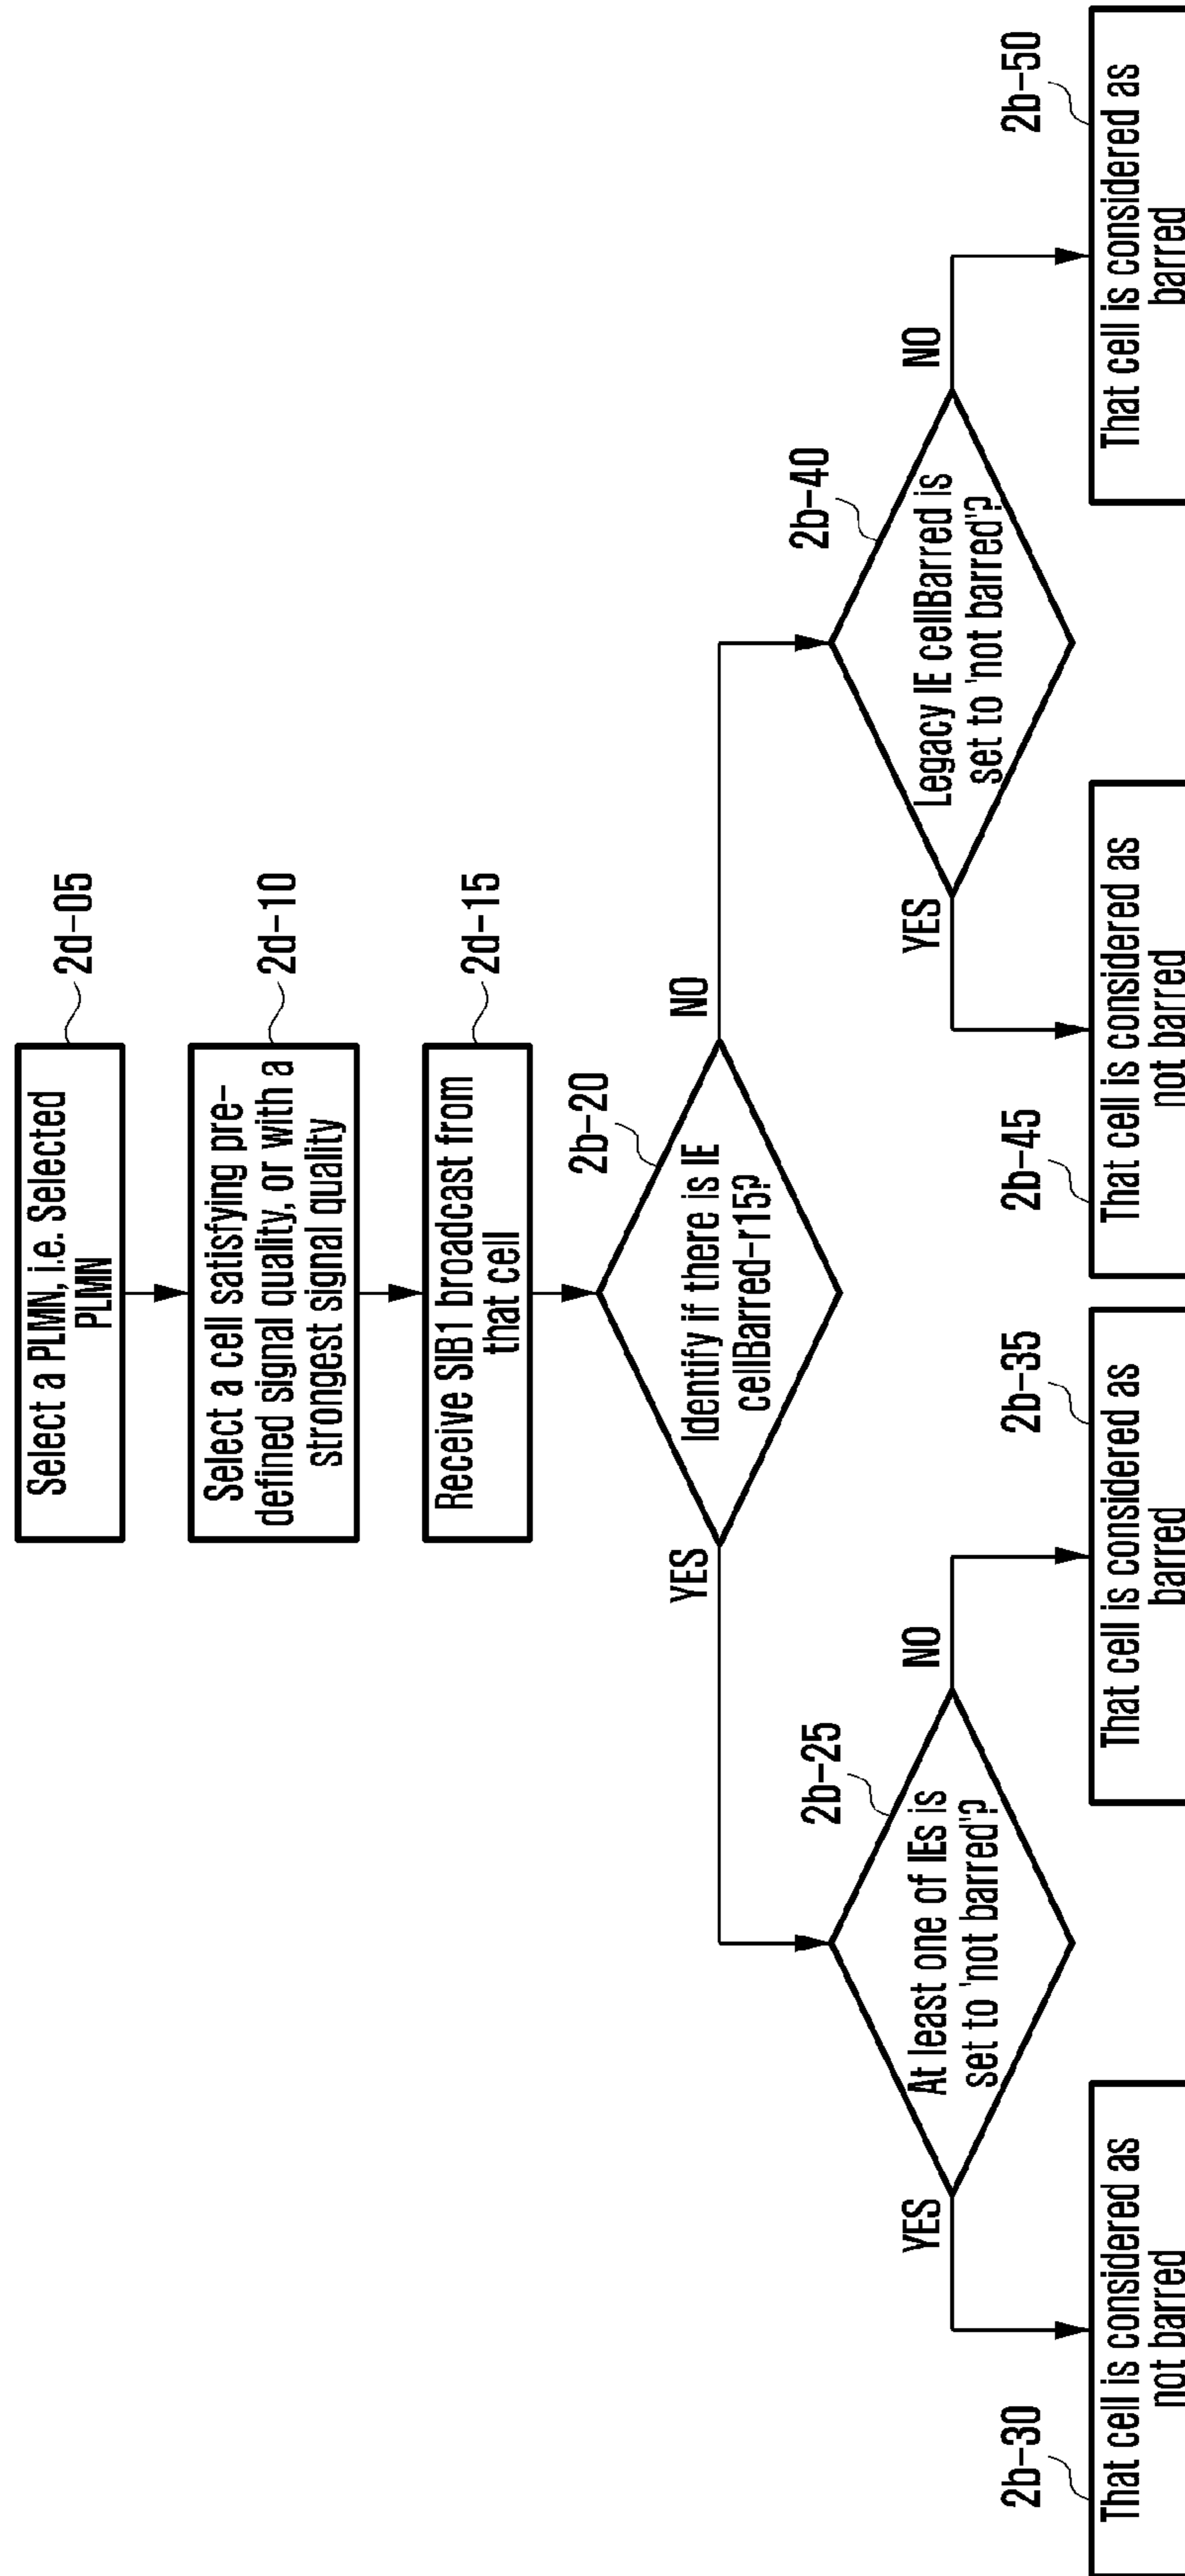 Select a PLMN, i.e. Selected
PLMN
2d-05
Select a cell satisfying pre-
defined signal quality, or with a
strongest signal quality
2d-10
Receive SIB1 broadcast from
that cell
2d-15
Identify if there is IE
cellBarred-r15?
2b-20
YES
NO
At least one of IEs is
set to 'not barred'?
2b-25
YES
NO
Legacy IE cellBarred is
set to 'not barred'?
2b-40
YES
NO
2b-30
That cell is considered as
not barred
2b-35
That cell is considered as
barred
2b-45
That cell is considered as
not barred
2b-50
That cell is considered as
barred